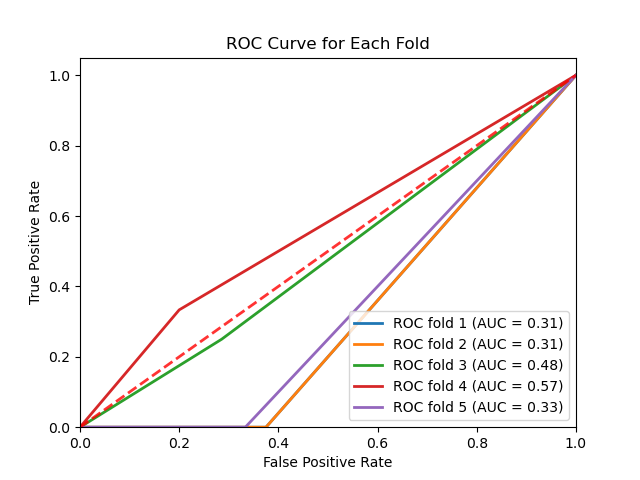 ROC Curve for Each Fold
True Positive Rate
1.0
0.8
0.6
0.4
0.2
0.0
0.0 0.2 0.4 0.6 0.8 1.0
False Positive Rate
ROC fold 1 (AUC = 0.31)
ROC fold 2 (AUC = 0.31)
ROC fold 3 (AUC = 0.48)
ROC fold 4 (AUC = 0.57)
ROC fold 5 (AUC = 0.33)